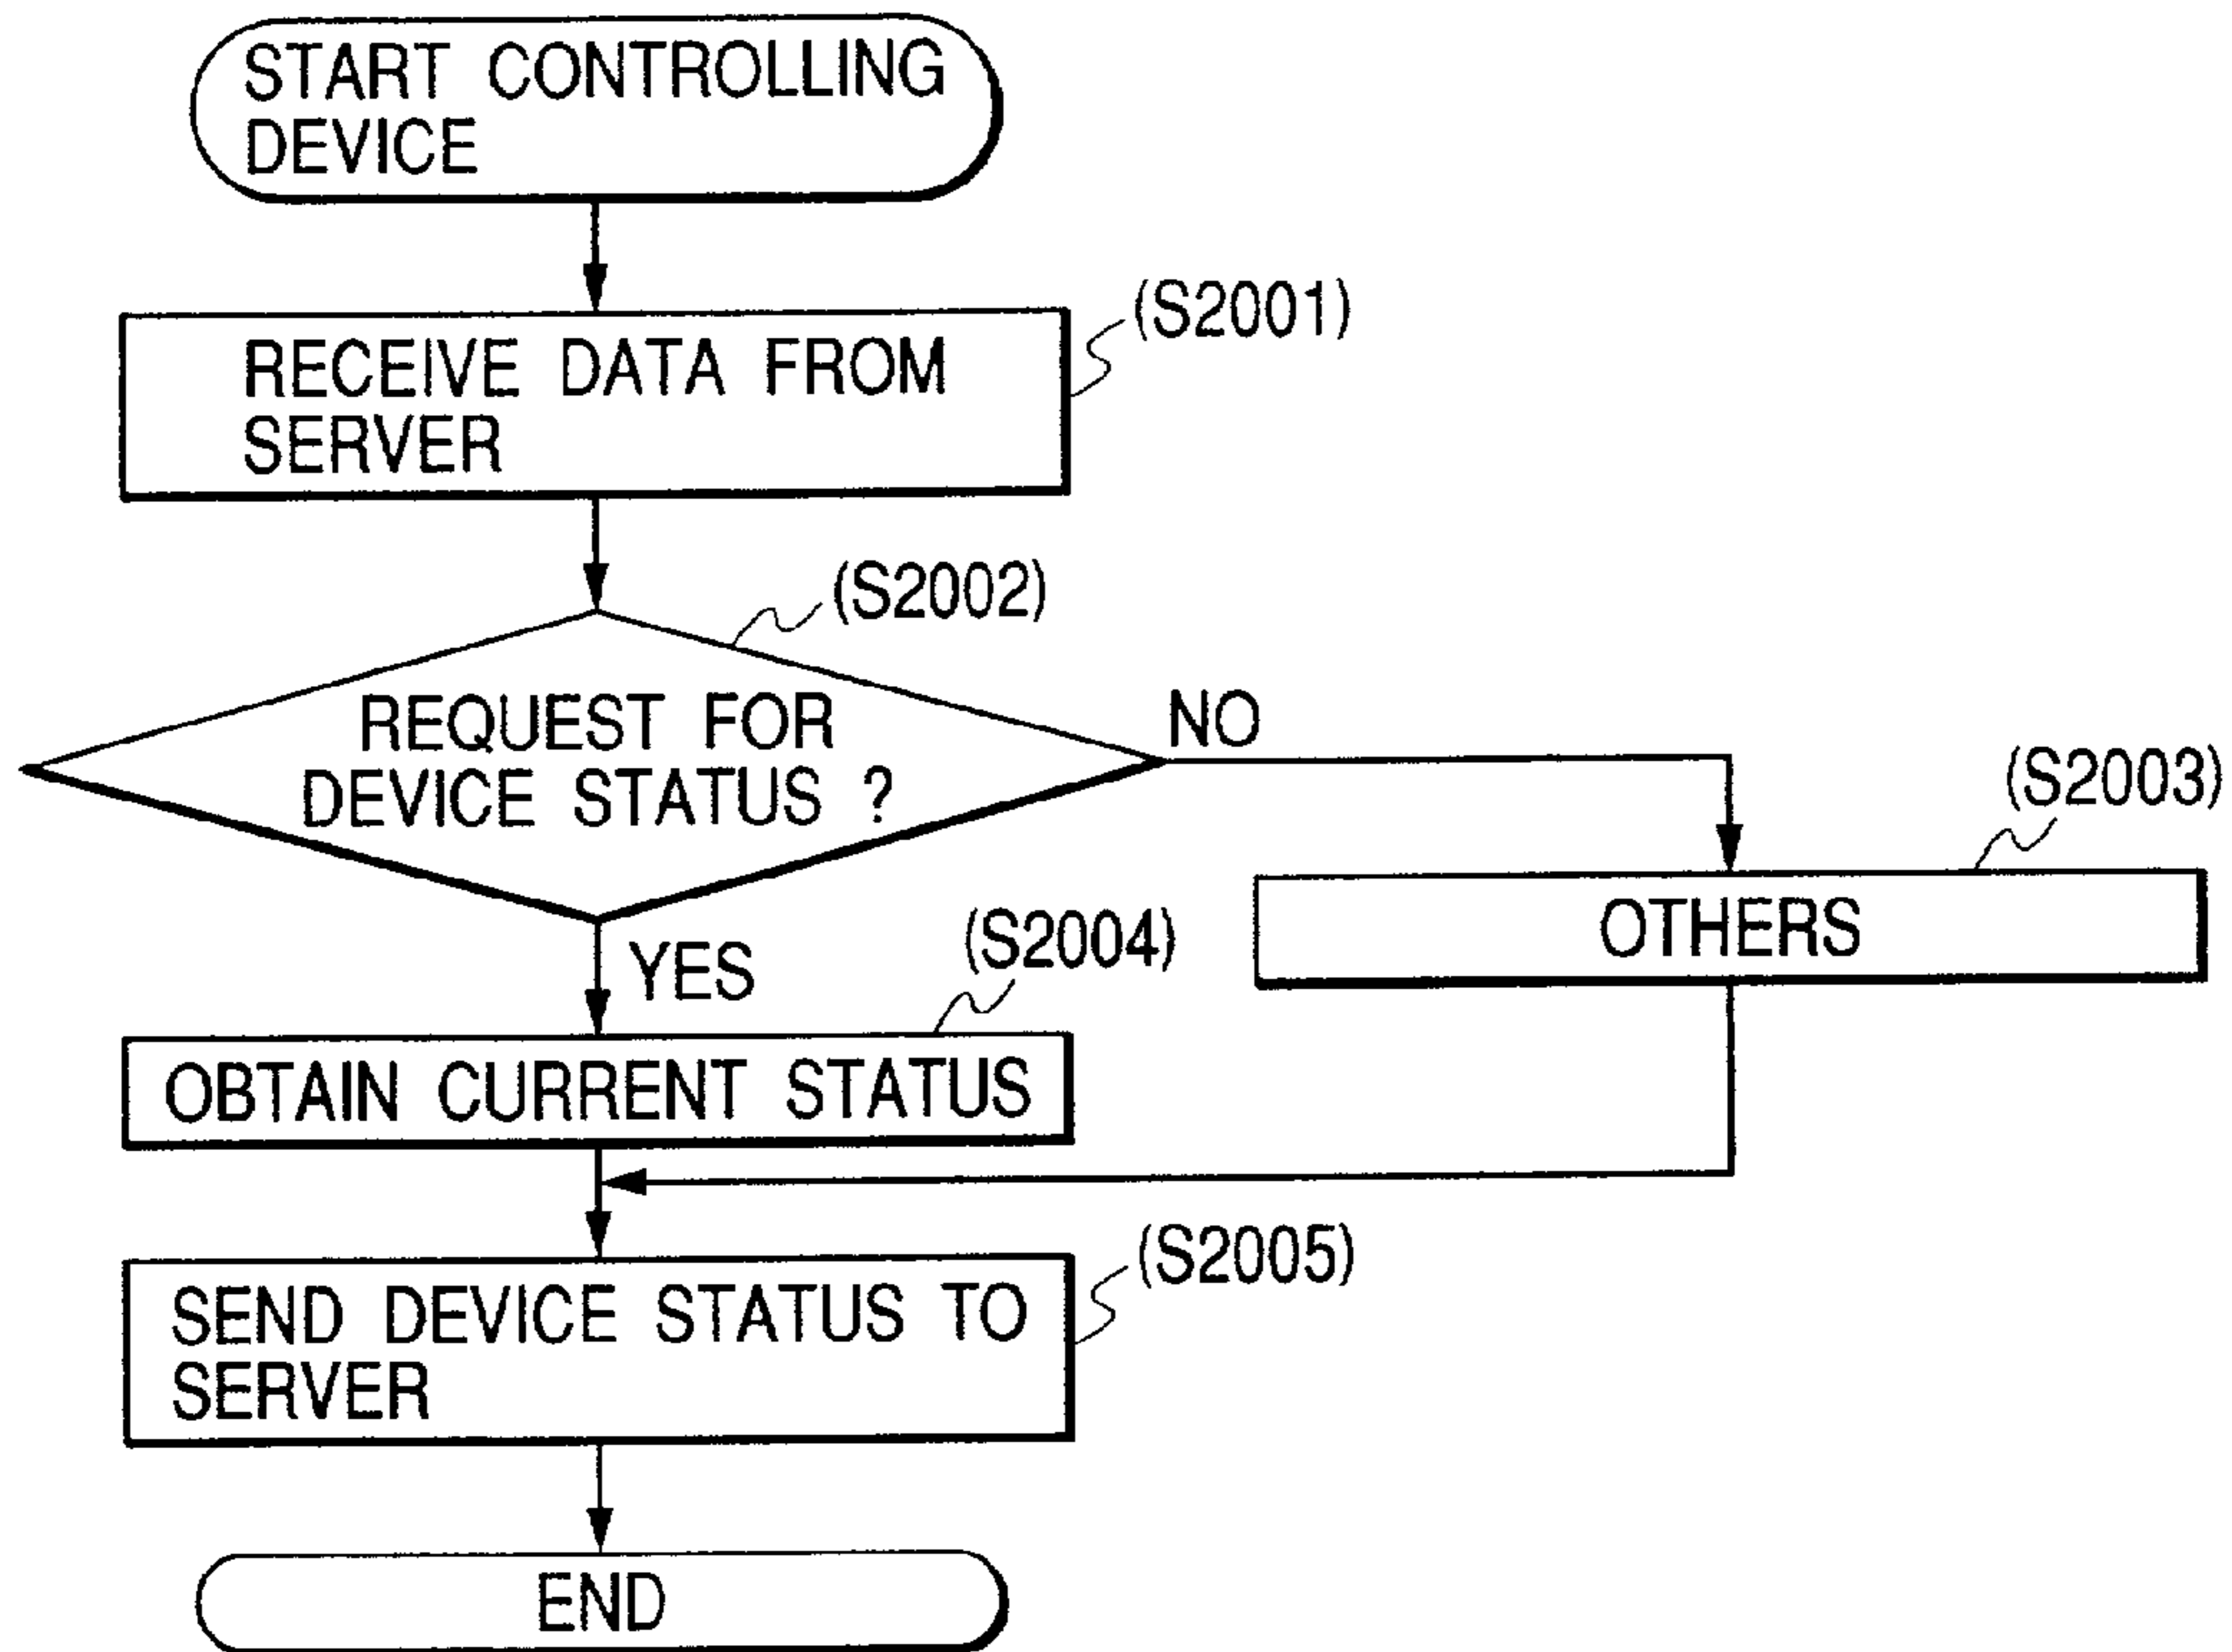 START CONTROLLING
DEVICE
(S2001)
RECEIVE DATA FROM
SERVER
(S2002)
REQUEST FOR
DEVICE STATUS ?
NO
(S2003)
OTHERS
YES
(S2004)
OBTAIN CURRENT STATUS
(S2005)
SEND DEVICE STATUS TO
SERVER
END